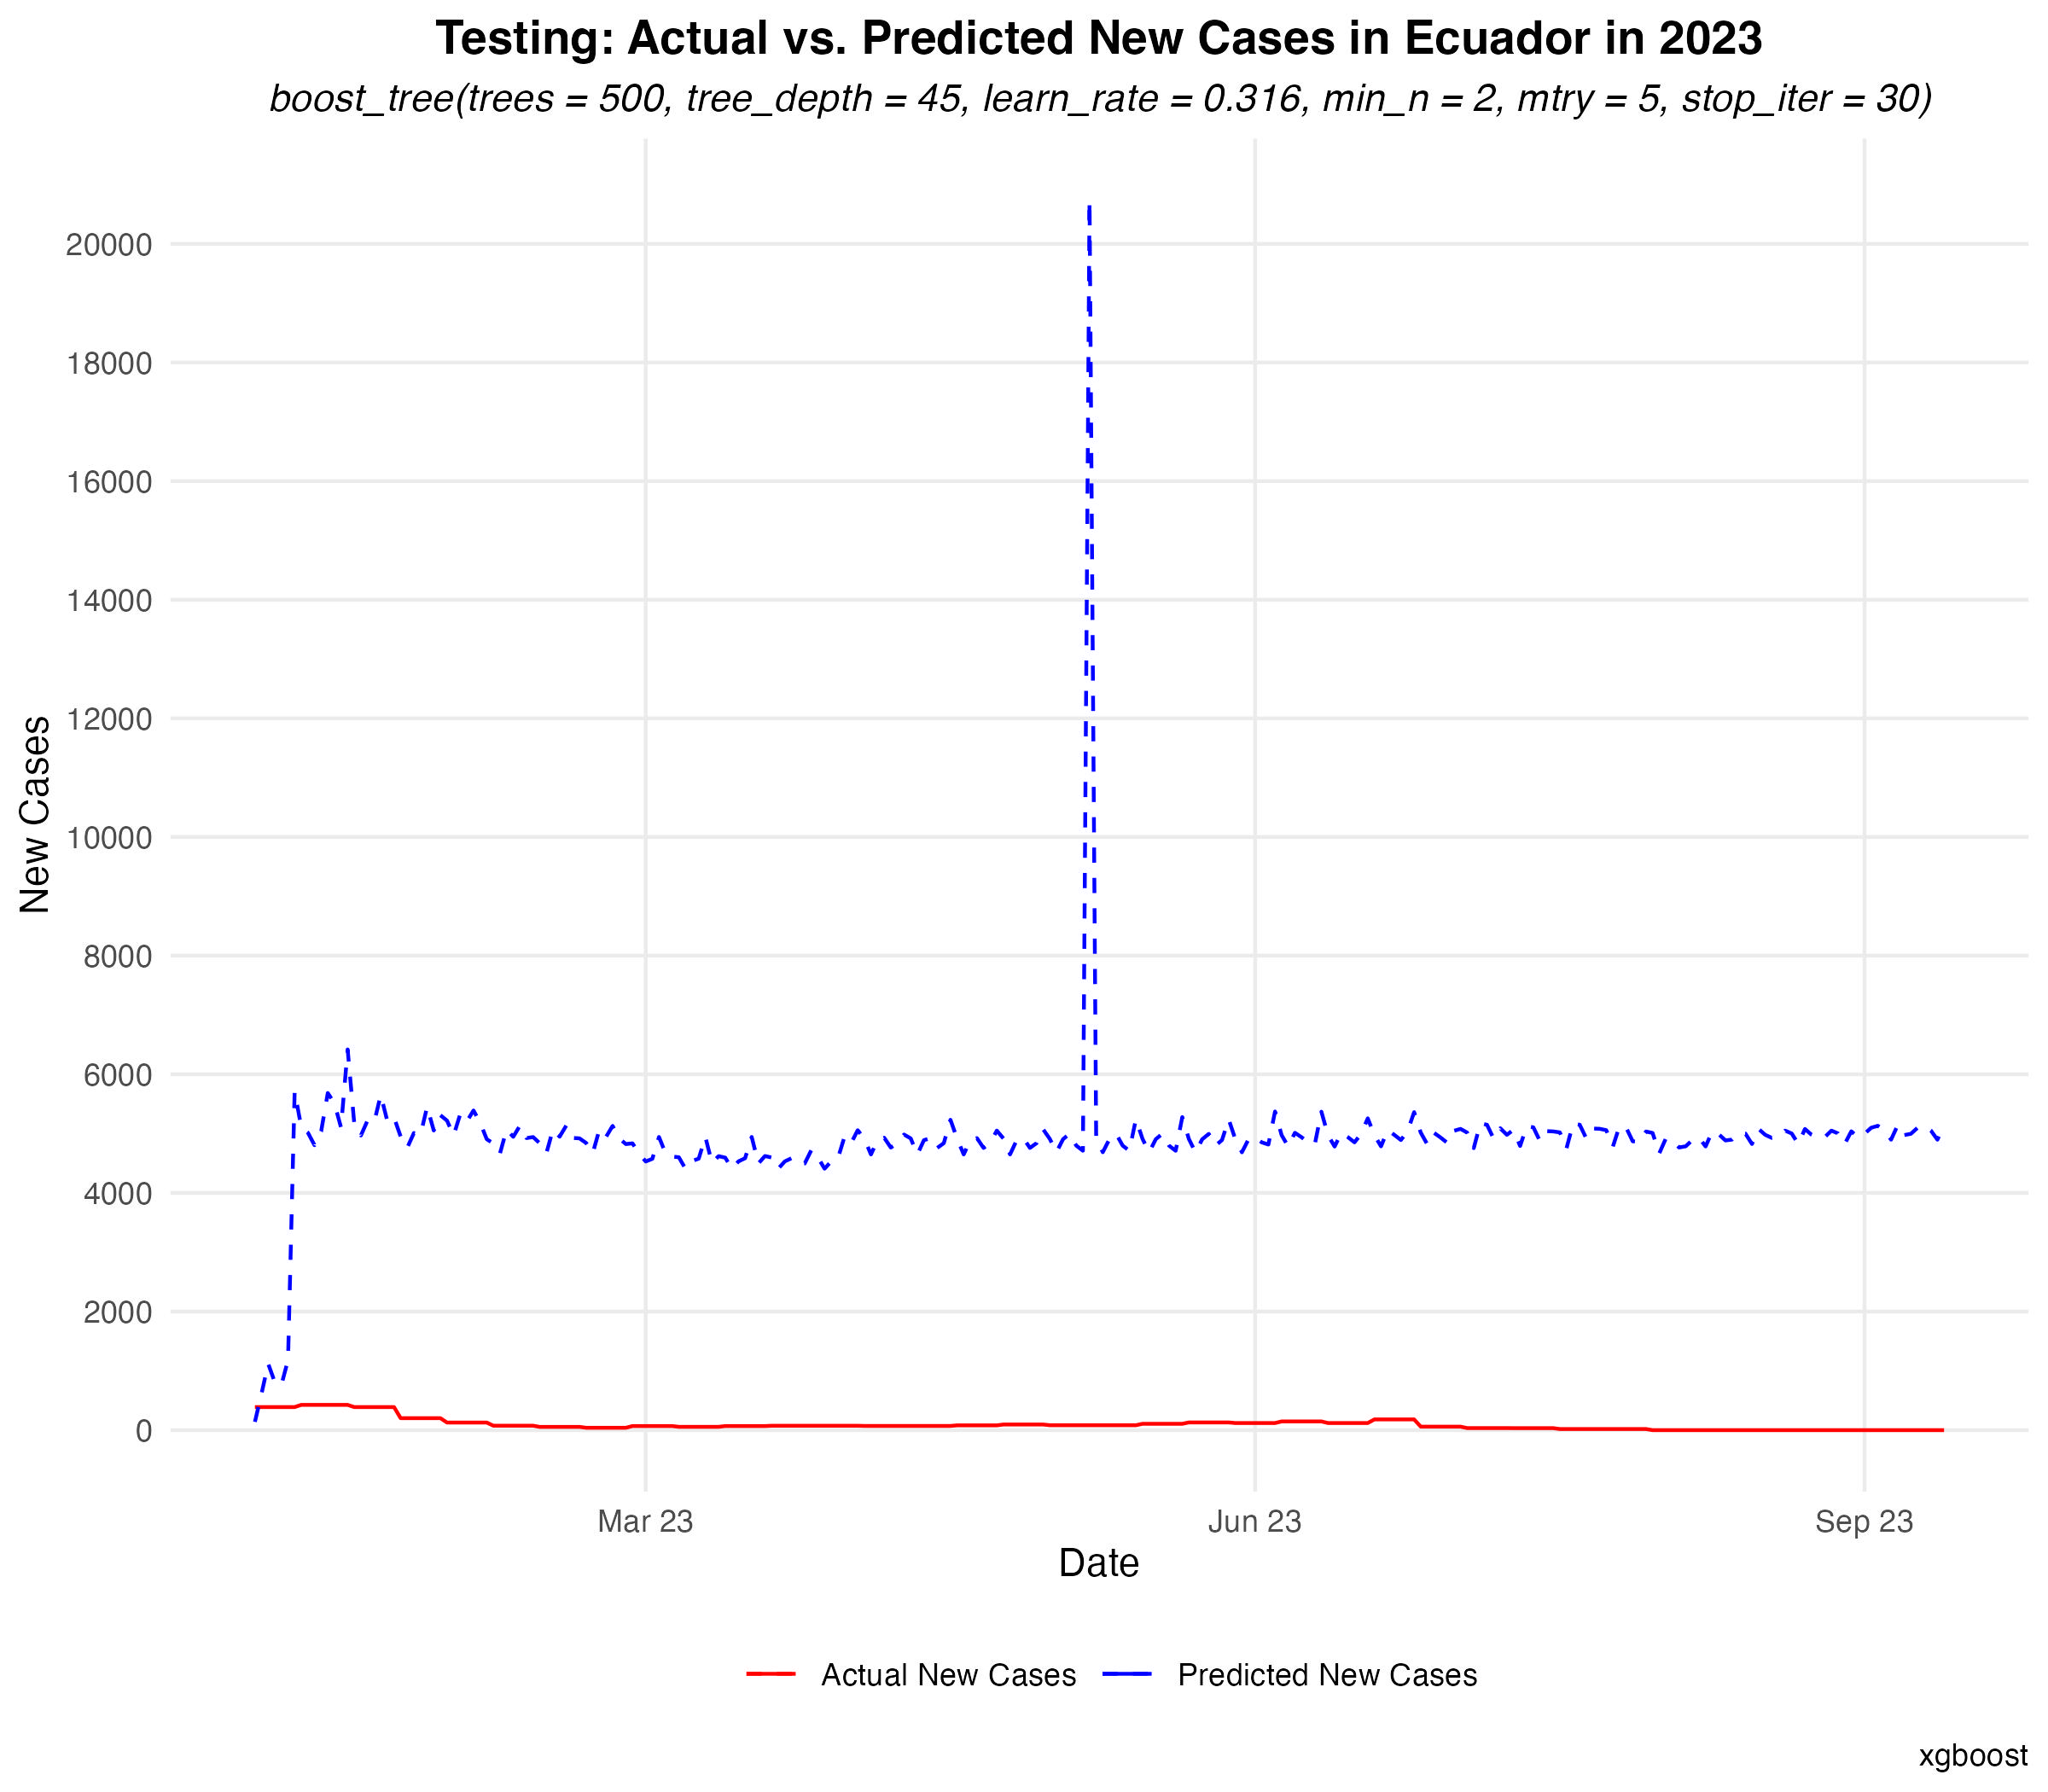 Testing: Actual vs. Predicted New Cases in Ecuador in 2023
boost_tree(trees = 500, tree_depth = 45, learn_rate = 0.316, min_n = 2, mtry = 5, stop_iter = 30)
New Cases
20000
18000
16000
14000
12000
10000
8000
6000
4000
2000
0
Mar 23
Jun 23
Sep 23
Date
Actual New Cases
Predicted New Cases
xgboost